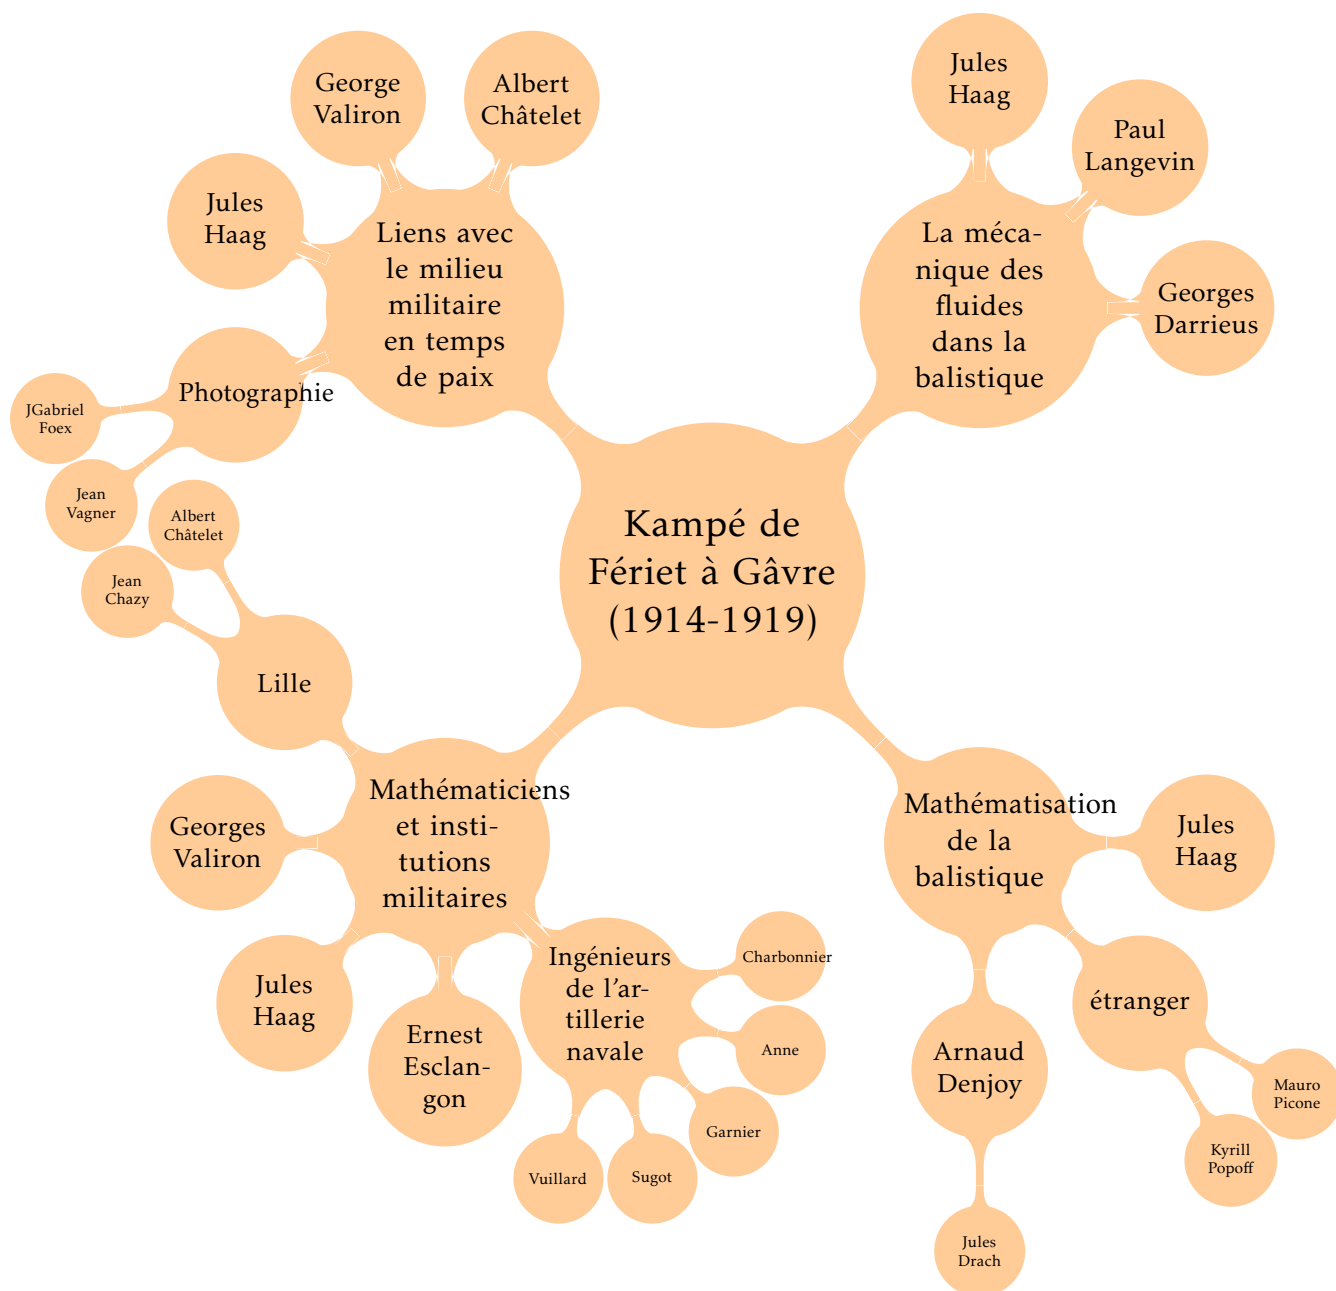 Kampé de
Fériet à Gâvre
(1914-1919)
Liens avec
le milieu
militaire
en temps
de paix
George
Valiron
Albert
Châtelet
Jules
Haag
Photographie
JGabriel
Foex
Jean
Vagner
La méca-
nique des
fluides
dans la
balistique
Jules
Haag
Paul
Langevin
Georges
Darrieus
Mathématiciens
et insti-
tutions
militaires
Lille
Albert
Châtelet
Jean
Chazy
Georges
Valiron
Jules
Haag
Ernest
Esclan-
gon
Ingénieurs
de l'ar-
tillerie
navale
Charbonnier
Anne
Garnier
Sugot
Vuillard
Mathématisation
de la
balistique
Jules
Haag
étranger
Mauro
Picone
Kyrill
Popoff
Arnaud
Denjoy
Jules
Drach